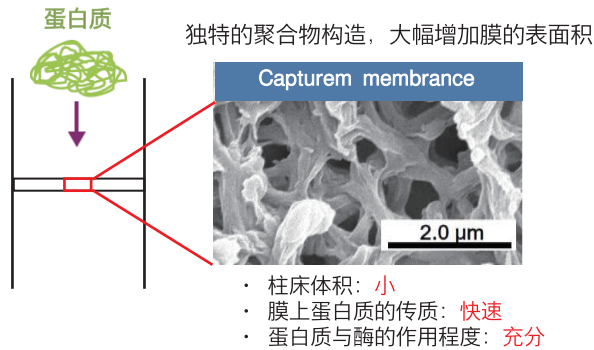 蛋白质
独特的聚合物构造，大幅增加膜的表面积
Capturem membrance
2.0 μm
· 柱床体积：小
· 膜上蛋白质的传质：快速
· 蛋白质与酶的作用程度：充分